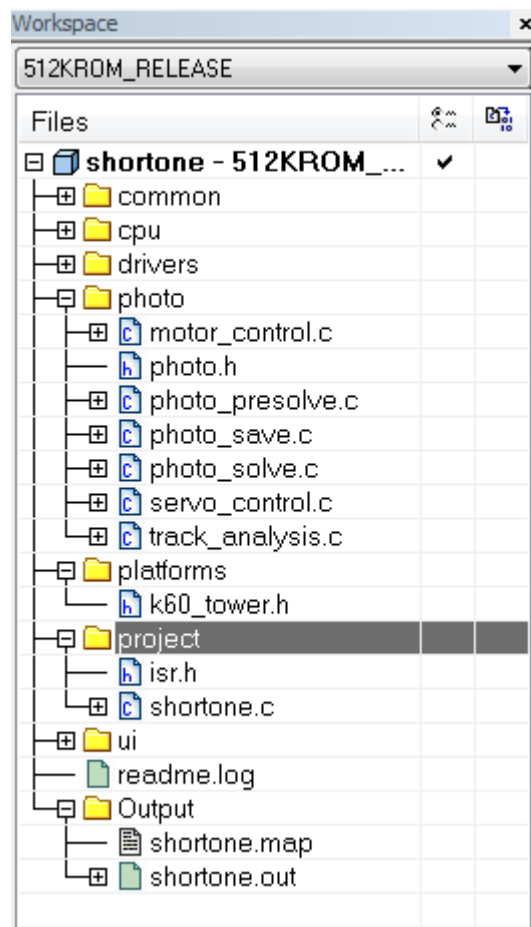 Workspace
512KROM_RELEASE
Files
shortone - 512KROM_...
common
cpu
drivers
photo
motor_control.c
photo.h
photo_presolve.c
photo_save.c
photo_solve.c
servo_control.c
track_analysis.c
platforms
k60_tower.h
project
isr.h
shortone.c
ui
readme.log
Output
shortone.map
shortone.out